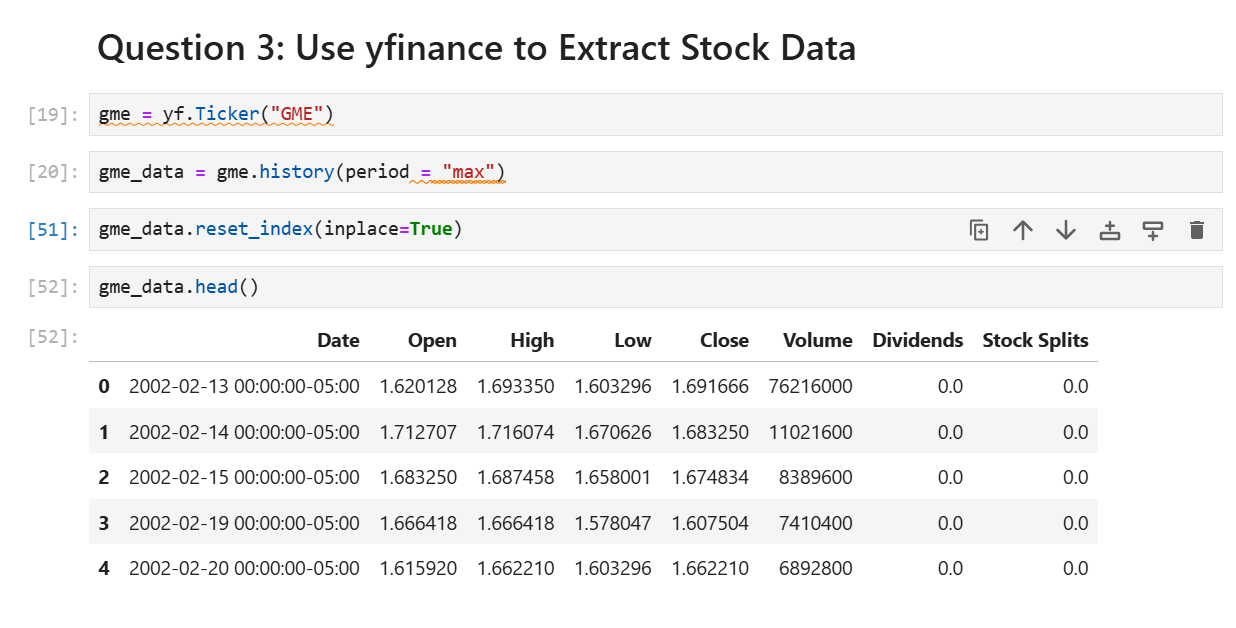 Question 3: Use yfinance to Extract Stock Data
[19]: gme = yf.Ticker("GME")
[20]: gme_data = gme.history(period = "max")
[51]: gme_data.reset_index(inplace=True)
[52]: gme_data.head()
[52]: Date Open High Low Close Volume Dividends Stock Splits
0 2002-02-13 00:00:00-05:00 1.620128 1.693350 1.603296 1.691666 76216000 0.0 0.0
1 2002-02-14 00:00:00-05:00 1.712707 1.716074 1.670626 1.683250 11021600 0.0 0.0
2 2002-02-15 00:00:00-05:00 1.683250 1.687458 1.658001 1.674834 8389600 0.0 0.0
3 2002-02-19 00:00:00-05:00 1.666418 1.666418 1.578047 1.607504 7410400 0.0 0.0
4 2002-02-20 00:00:00-05:00 1.615920 1.662210 1.603296 1.662210 6892800 0.0 0.0